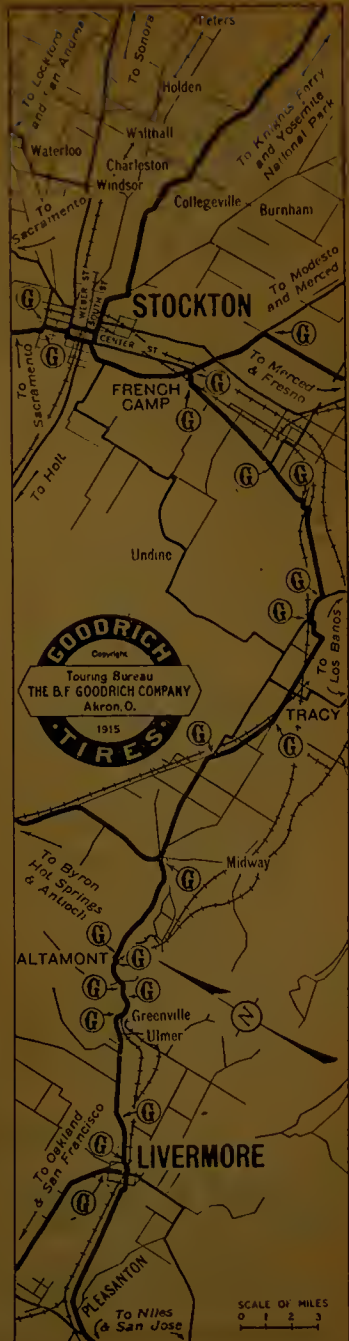 Peters
To Lockford
and San Andreas
To Sonora
Holden
Walthall
Waterloo
Charleston
Windsor
To Knights Ferry
and Yosemite
National Park
To
Sacramento
Collegeville
Burnham
WEBER ST
SOUTH ST
To Modesto
and Merced
G
STOCKTON
G
G
CENTER ST
To
Sacramento
To Merced
& Fresno
FRENCH
CAMP
G
G
To Holt
G
G
Undine
G
G
To
Los Banos
GOODRICH
Copyright
Touring Bureau
THE B.F. GOODRICH COMPANY
Akron, O.
1915
TIRES
TRACY
G
G
To Byron
Hot Springs
& Antioch
Midway
G
G
ALTAMONT
G
G
G
G
Greenville
Ulmer
N
G
To Oakland
& San Francisco
G
LIVERMORE
G
PLEASANTON
To Niles
& San Jose
SCALE OF MILES
0 1 2 3